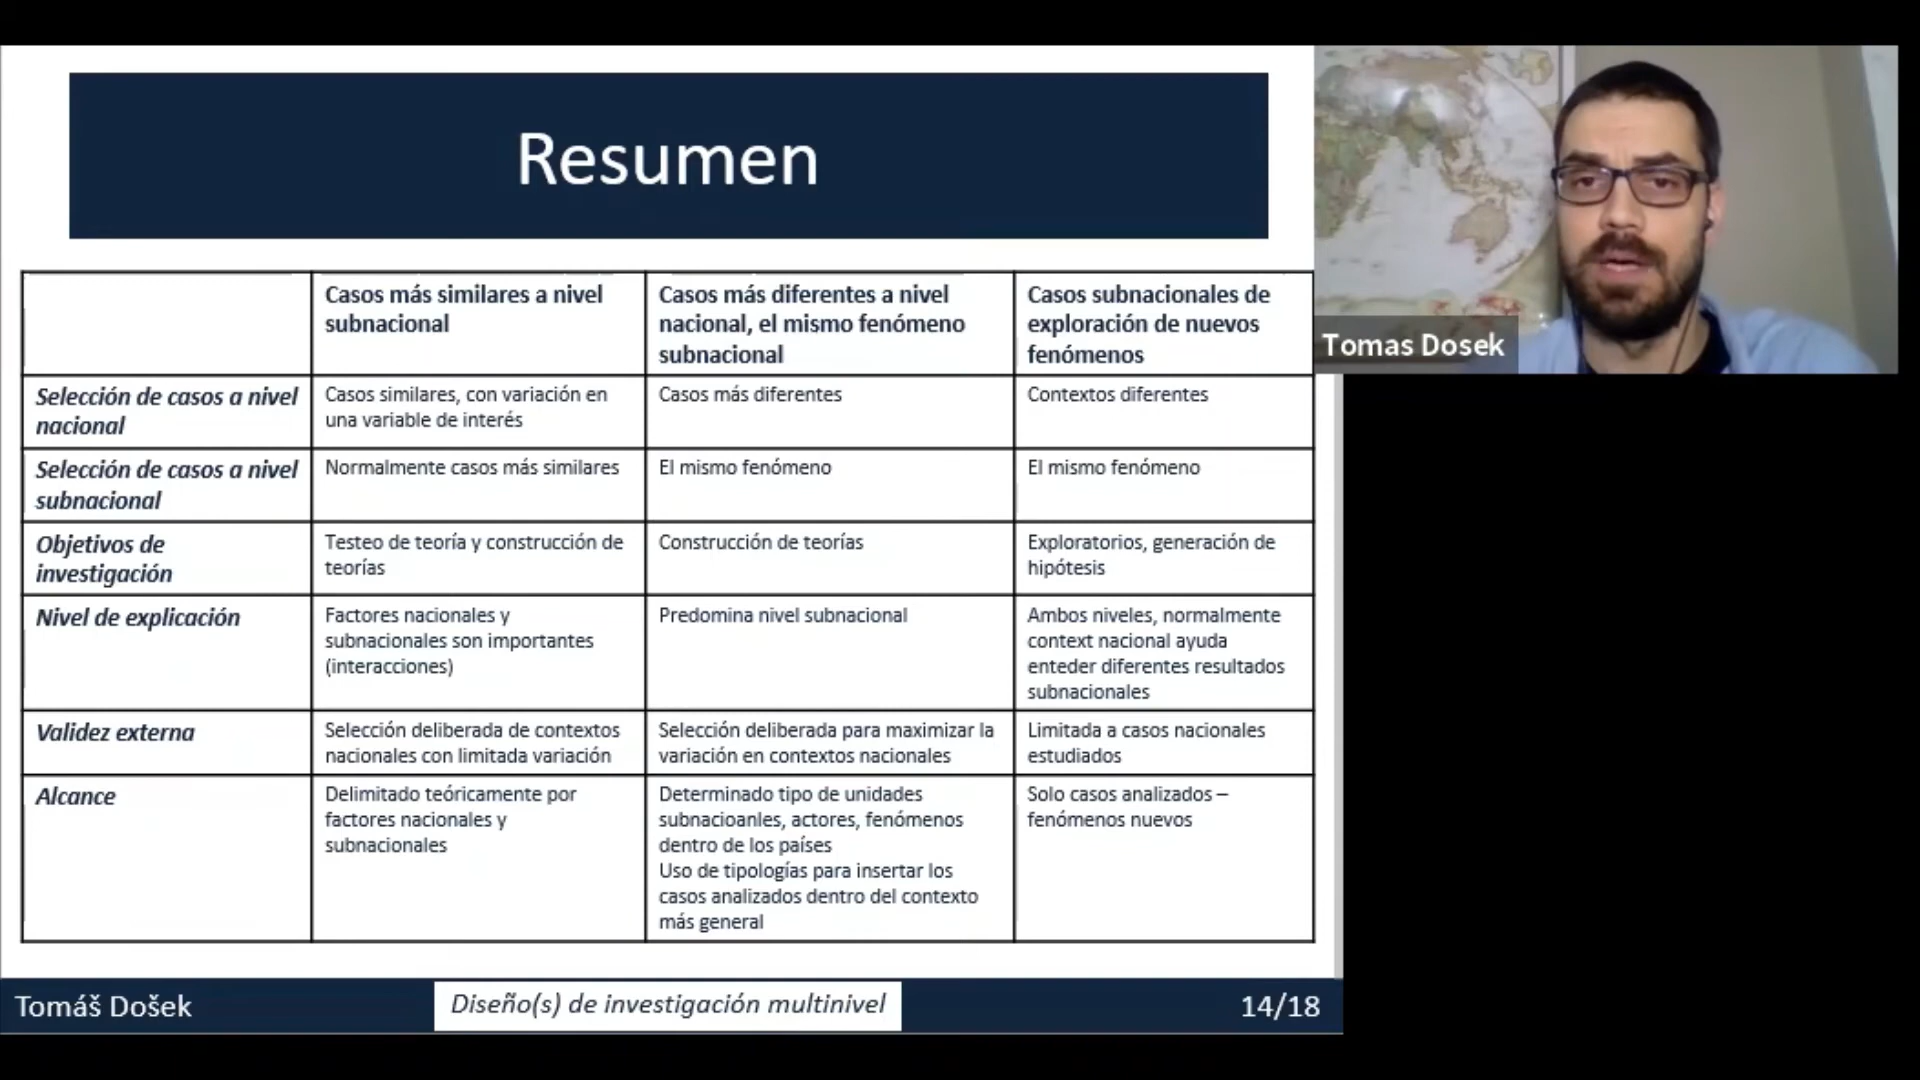 Resumen
Casos más similares a nivel
subnacional
Casos más diferentes a nivel
nacional, el mismo fenómeno
subnacional
Casos subnacionales de
exploración de nuevos
fenómenos
Selección de casos a nivel
nacional
Casos similares, con variación en
una variable de interés
Casos más diferentes
Contextos diferentes
Selección de casos a nivel
subnacional
Normalmente casos más similares
El mismo fenómeno
El mismo fenómeno
Objetivos de
investigación
Testeo de teoría y construcción de
teorías
Construcción de teorías
Exploratorios, generación de
hipótesis
Nivel de explicación
Factores nacionales y
subnacionales son importantes
(interacciones)
Predomina nivel subnacional
Ambos niveles, normalmente
context nacional ayuda
enteder diferentes resultados
subnacionales
Validez externa
Selección deliberada de contextos
nacionales con limitada variación
Selección deliberada para maximizar la
variación en contextos nacionales
Limitada a casos nacionales
estudiados
Alcance
Delimitado teóricamente por
factores nacionales y
subnacionales
Determinado tipo de unidades
subnacioanles, actores, fenómenos
dentro de los países
Uso de tipologías para insertar los
casos analizados dentro del contexto
más general
Solo casos analizados –
fenómenos nuevos
Tomáš Došek
Diseño(s) de investigación multinivel
14/18
Tomas Dosek